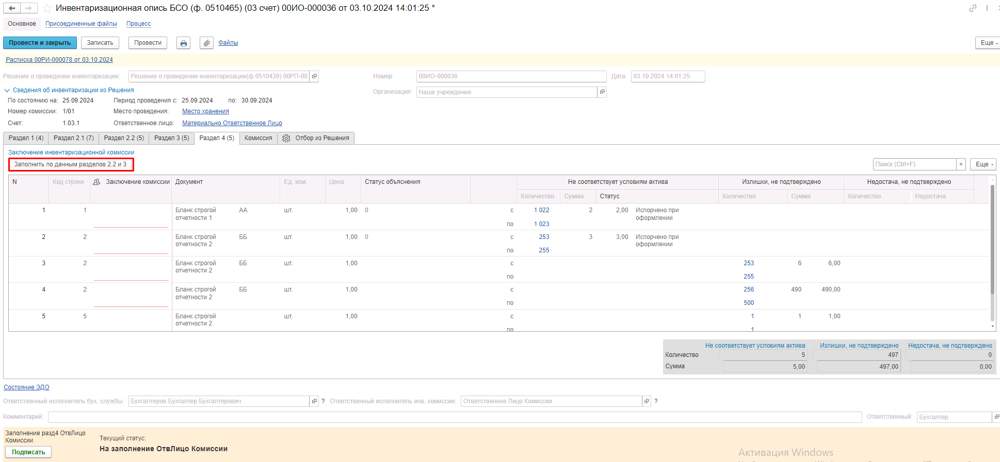 Инвентаризационная опись БСО (ф. 0510465) (03 счет) 00ИО-000036 от 03.10.2024 14:01:25 *
Основное Присоединенные файлы Процесс
Провести и закрыть Записать Провести Файлы Еще
Расписка 00РИ-000078 от 03.10.2024
Решение о проведении инвентаризации: Решение о проведении инвентаризации(ф.0510439) 00РП-00 Номер: 00ИО-000036 Дата: 03.10.2024 14:01:25
Организация: Наше учреждение
Сведения об инвентаризации из Решения
По состоянию на: 25.09.2024 Период проведения с: 25.09.2024 по: 30.09.2024
Номер комиссии: 1/01 Место проведения: Место хранения
Счет: 1.03.1 Ответственное лицо: Материально Ответственное Лицо
Раздел 1 (4) Раздел 2.1 (7) Раздел 2.2 (5) Раздел 3 (5) Раздел 4 (5) Комиссия Отбор из Решения
Заключение инвентаризационной комиссии
Заполнить по данным разделов 2.2 и 3 Поиск (Ctrl+F) × Еще
N Код строки Заключение комиссии Документ Ед. изм. Цена Статус объяснения Не соответствует условиям актива Излишки, не подтверждено Недостача, не подтверждено
Количество Сумма Статус Количество Сумма Количество Недостача
1 1 Бланк строгой АА шт. 1,00 0 с 1 022 2 2,00 Испорчено при
отчетности 1 оформлении
по 1 023
2 2 Бланк строгой ББ шт. 1,00 0 с 253 3 3,00 Испорчено при
отчетности 2 оформлении
по 255
3 2 Бланк строгой ББ шт. 1,00 с 253 6 6,00
отчетности 2
по 255
4 2 Бланк строгой ББ шт. 1,00 с 256 490 490,00
отчетности 2
по 500
5 5 Бланк строгой шт. 1,00 с 1 1 1,00
отчетности 2
по 1
Не соответствует условиям актива Излишки, не подтверждено Недостача, не подтверждено
Количество 5 497 0
Сумма 5,00 497,00 0,00
Состояние ЭДО
Ответственный исполнитель бух. службы: Бухгалтеров Бухгалтер Бухгалтерович ? Ответственный исполнитель инв. комиссии: Ответственное Лицо Комиссии ?
Комментарий: Ответственный: Бухгалтер
Заполнение разд4 ОтвЛицо
Комиссии
Текущий статус:
Подписать На заполнение ОтвЛицо Комиссии
Активация Windows